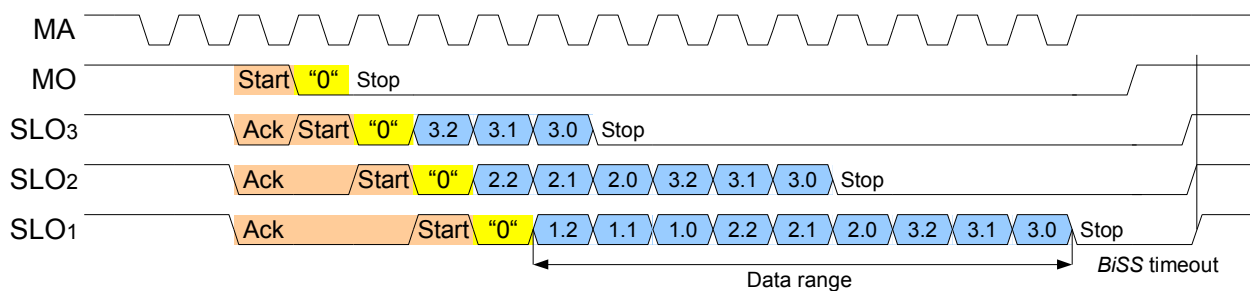 MA
MO Start “0“ Stop
SLO3 Ack Start “0“ 3.2 3.1 3.0 Stop
SLO2 Ack Start “0“ 2.2 2.1 2.0 3.2 3.1 3.0 Stop
SLO1 Ack Start “0“ 1.2 1.1 1.0 2.2 2.1 2.0 3.2 3.1 3.0 Stop
Data range BiSS timeout